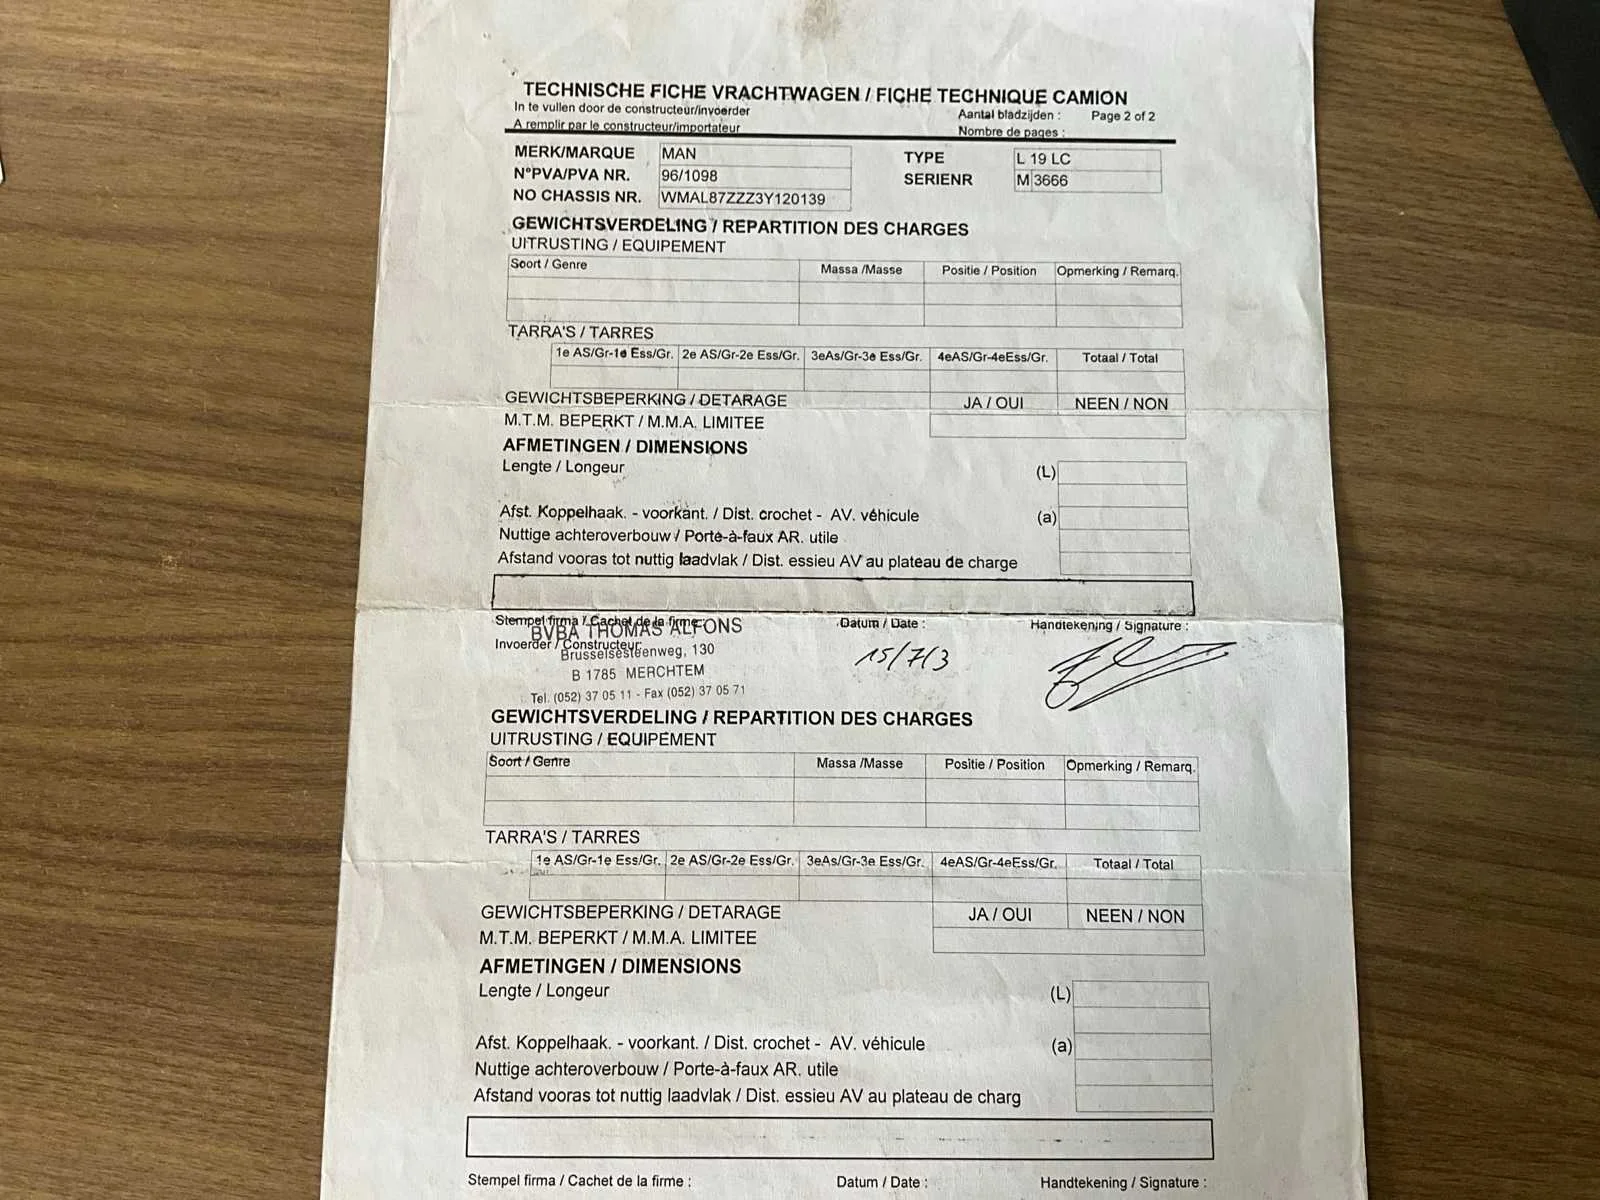 TECHNISCHE FICHE VRACHTWAGEN / FICHE TECHNIQUE CAMION
In te vullen door de constructeur/invoerder
Aantal bladzijden : Page 2 of 2
A remplir par le constructeur/importateur
Nombre de pages :
MERK/MARQUE MAN TYPE L 19 LC
N°PVA/PVA NR. 96/1098 SERIENR M 3666
NO CHASSIS NR. WMAL87ZZZ3Y120139
GEWICHTSVERDELING / REPARTITION DES CHARGES
UITRUSTING / EQUIPEMENT
Soort / Genre Massa /Masse Positie / Position Opmerking / Remarq.
TARRA'S / TARRES
1e AS/Gr-1e Ess/Gr. 2e AS/Gr-2e Ess/Gr. 3eAs/Gr-3e Ess/Gr. 4eAS/Gr-4eEss/Gr. Totaal / Total
GEWICHTSBEPERKING / DETARAGE JA / OUI NEEN / NON
M.T.M. BEPERKT / M.M.A. LIMITEE
AFMETINGEN / DIMENSIONS
Lengte / Longeur (L)
Afst. Koppelhaak. - voorkant. / Dist. crochet - AV. véhicule (a)
Nuttige achteroverbouw / Porte-à-faux AR. utile
Afstand vooras tot nuttig laadvlak / Dist. essieu AV au plateau de charge
Stempel firma / Cachet de la firme: Datum / Date : Handtekening / Signature :
BVBA THOMAS ALFONS
Invoerder / Constructeur
Brusselsesteenweg, 130
15/7/3
B 1785 MERCHTEM
Tel. (052) 37 05 11 - Fax (052) 37 05 71
GEWICHTSVERDELING / REPARTITION DES CHARGES
UITRUSTING / EQUIPEMENT
Soort / Genre Massa /Masse Positie / Position Opmerking / Remarq.
TARRA'S / TARRES
1e AS/Gr-1e Ess/Gr. 2e AS/Gr-2e Ess/Gr. 3eAs/Gr-3e Ess/Gr. 4eAS/Gr-4eEss/Gr. Totaal / Total
GEWICHTSBEPERKING / DETARAGE JA / OUI NEEN / NON
M.T.M. BEPERKT / M.M.A. LIMITEE
AFMETINGEN / DIMENSIONS
Lengte / Longeur (L)
Afst. Koppelhaak. - voorkant. / Dist. crochet - AV. véhicule (a)
Nuttige achteroverbouw / Porte-à-faux AR. utile
Afstand vooras tot nuttig laadvlak / Dist. essieu AV au plateau de charg
Stempel firma / Cachet de la firme : Datum / Date : Handtekening / Signature :